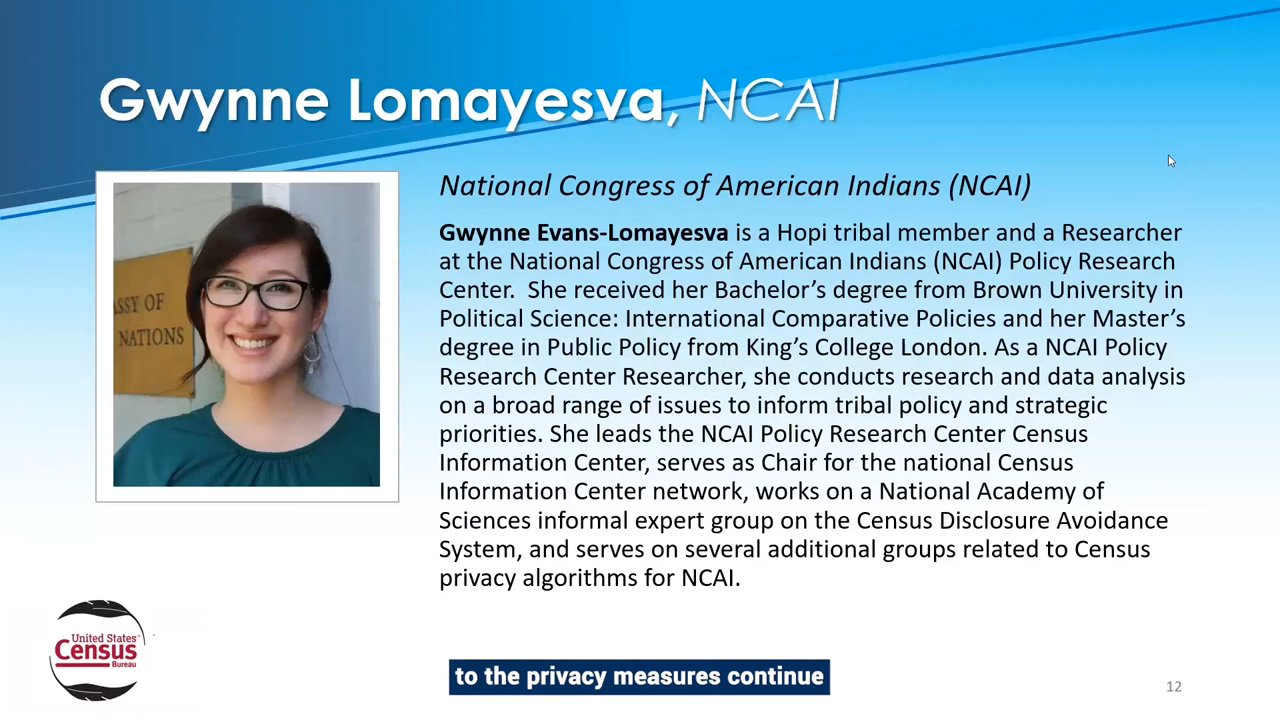 Gwynne Lomayesva, NCAI
National Congress of American Indians (NCAI)
Gwynne Evans-Lomayesva is a Hopi tribal member and a Researcher
at the National Congress of American Indians (NCAI) Policy Research
Center.  She received her Bachelor’s degree from Brown University in
Political Science: International Comparative Policies and her Master’s
degree in Public Policy from King’s College London. As a NCAI Policy
Research Center Researcher, she conducts research and data analysis
on a broad range of issues to inform tribal policy and strategic
priorities. She leads the NCAI Policy Research Center Census
Information Center, serves as Chair for the national Census
Information Center network, works on a National Academy of
Sciences informal expert group on the Census Disclosure Avoidance
System, and serves on several additional groups related to Census
privacy algorithms for NCAI.
ASSY OF
NATIONS
United States™
Census
Bureau
to the privacy measures continue
12